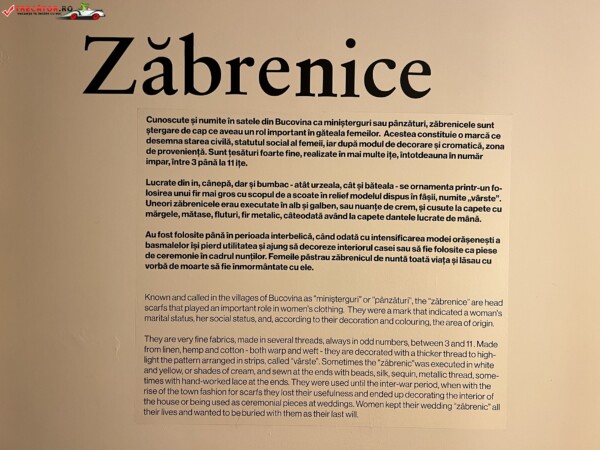 TRECĂTOR.RO
Zăbrenice
Cunoscute și numite în satele din Bucovina ca minișterguri sau pânzături, zăbrenicele sunt
ștergare de cap ce aveau un rol important în găteala femeilor. Acestea constituie o marcă ce
desemna starea civilă, statutul social al femeii, iar după modul de decorare și cromatică, zona
de proveniență. Sunt țesături foarte fine, realizate în mai multe ițe, întotdeauna în număr
impar, între 3 până la 11 ițe.
Lucrate din in, cânepă, dar și bumbac - atât urzeala, cât și băteala - se ornamenta printr-un fo-
losirea unui fir mai gros cu scopul de a scoate în relief modelul dispus în fâșii, numite „vârste”.
Uneori zăbrenicele erau executate în alb și galben, sau nuanțe de crem, și cusute la capete cu
mărgele, mătase, fluturi, fir metalic, câteodată având la capete dantele lucrate de mână.
Au fost folosite până în perioada interbelică, când odată cu intensificarea modei orășenești a
basmalelor își pierd utilitatea și ajung să decoreze interiorul casei sau să fie folosite ca piese
de ceremonie în cadrul nunților. Femeile păstrau zăbrenicul de nuntă toată viața și lăsau cu
vorbă de moarte să fie înmormântate cu ele.
Known and called in the villages of Bucovina as “minișterguri” or “pânzături”, the “zăbrenice” are head
scarfs that played an important role in women’s clothing. They were a mark that indicated a woman’s
marital status, her social status, and, according to their decoration and colouring, the area of origin.
They are very fine fabrics, made in several threads, always in odd numbers, between 3 and 11. Made
from linen, hemp and cotton - both warp and weft - they are decorated with a thicker thread to high-
light the pattern arranged in strips, called “vârste”. Sometimes the “zăbrenic”was executed in white
and yellow, or shades of cream, and sewn at the ends with beads, silk, sequin, metallic thread, some-
times with hand-worked lace at the ends. They were used until the inter-war period, when with the
rise of the town fashion for scarfs they lost their usefulness and ended up decorating the interior of
the house or being used as ceremonial pieces at weddings. Women kept their wedding “zăbrenic” all
their lives and wanted to be burled with them as their last will.